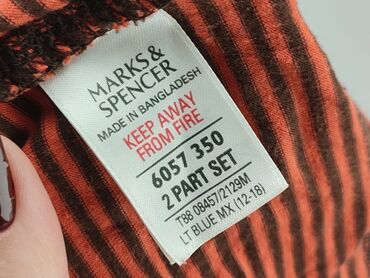 MARKS &
SPENCER
MADE IN BANGLADESH
KEEP AWAY
FROM FIRE
6057 350
2 PART SET
T88 08457/2129M
LT BLUE MX (12-18)